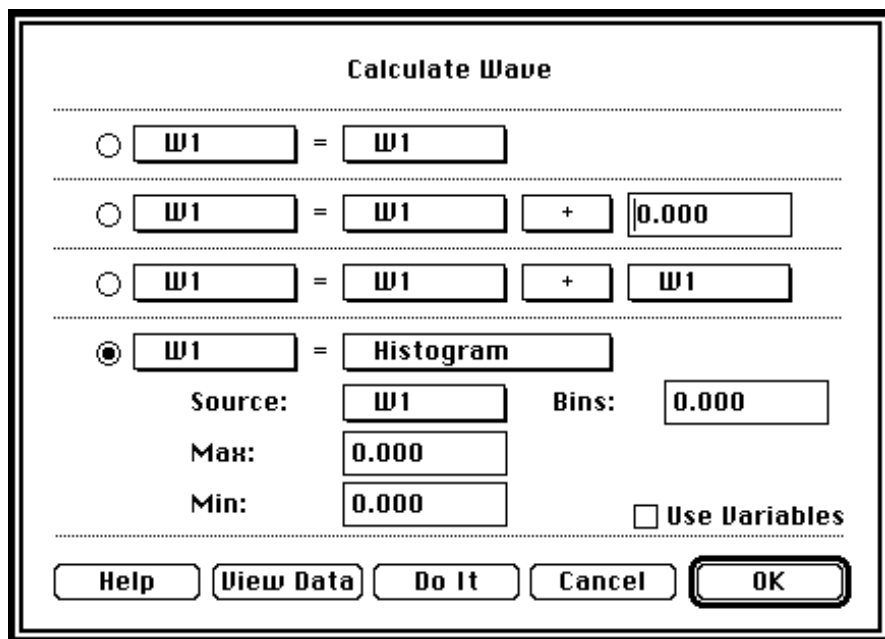 Calculate Wave
W1 = W1
W1 = W1 + 0.000
W1 = W1 + W1
W1 = Histogram
Source: W1 Bins: 0.000
Max: 0.000
Min: 0.000
Use Variables
Help View Data Do It Cancel OK